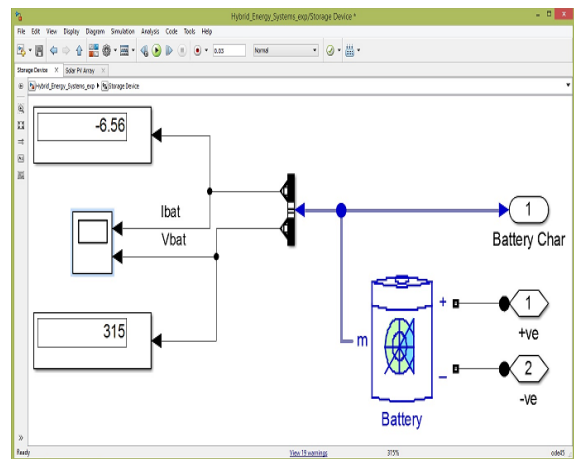 Hybrid_Energy_Systems_exp/Storage Device *
File Edit View Display Diagram Simulation Analysis Code Tools Help
0.03 Normal
Storage Device Solar PV Array
Hybrid_Energy_Systems_exp Storage Device
-6.56
Ibat
Vbat
1
Battery Char
315
+
1
+ve
m
_
2
-ve
Battery
Ready View 19 warnings 315% ode45